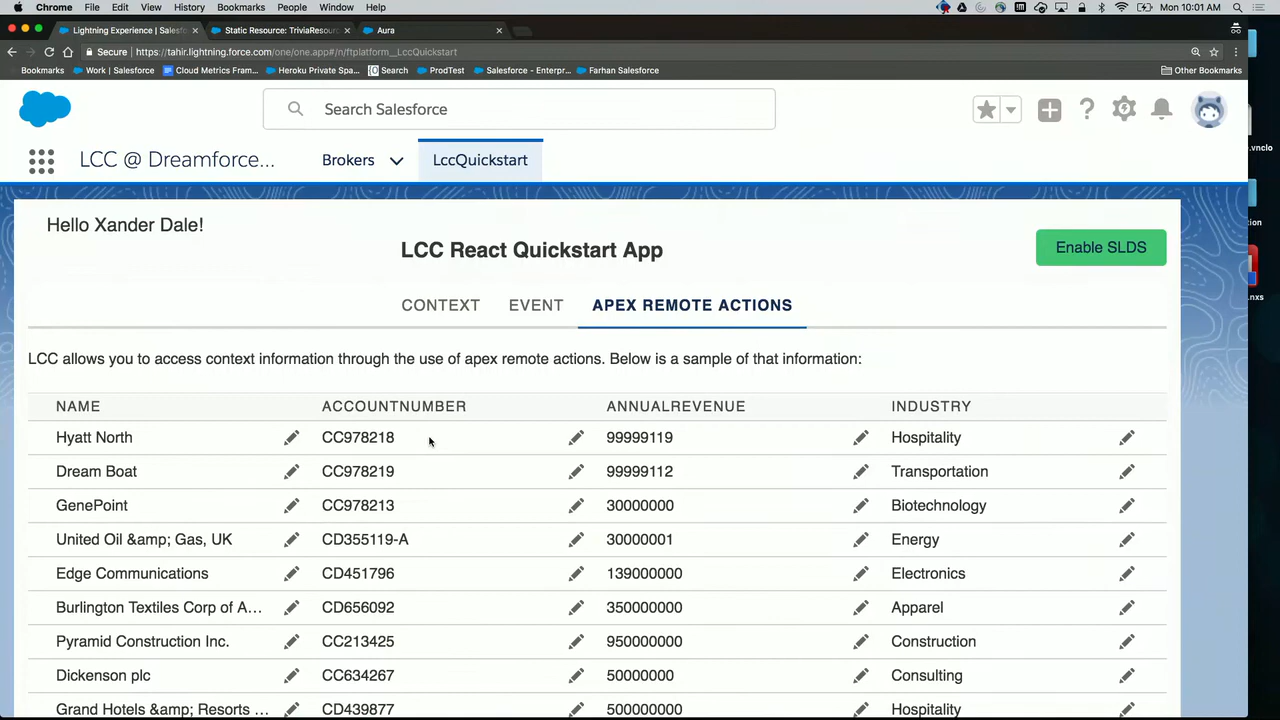 Chrome File Edit View History Bookmarks People Window Help Mon 10:01 AM
Lightning Experience | Salesfo × Static Resource: TriviaResourc × Aura ×
Secure | https://tahir.lightning.force.com/one/one.app#/n/ftplatform__LccQuickstart
Bookmarks Work | Salesforce Cloud Metrics Fram... Heroku Private Spa... Search ProdTest Salesforce - Enterpr... Farhan Salesforce Other Bookmarks
Search Salesforce
LCC @ Dreamforce... Brokers LccQuickstart
Hello Xander Dale!
LCC React Quickstart App
Enable SLDS
CONTEXT EVENT APEX REMOTE ACTIONS
LCC allows you to access context information through the use of apex remote actions. Below is a sample of that information:
NAME ACCOUNTNUMBER ANNUALREVENUE INDUSTRY
Hyatt North CC978218 99999119 Hospitality
Dream Boat CC978219 99999112 Transportation
GenePoint CC978213 30000000 Biotechnology
United Oil &amp; Gas, UK CD355119-A 30000001 Energy
Edge Communications CD451796 139000000 Electronics
Burlington Textiles Corp of A... CD656092 350000000 Apparel
Pyramid Construction Inc. CC213425 950000000 Construction
Dickenson plc CC634267 50000000 Consulting
Grand Hotels &amp; Resorts ... CD439877 500000000 Hospitality